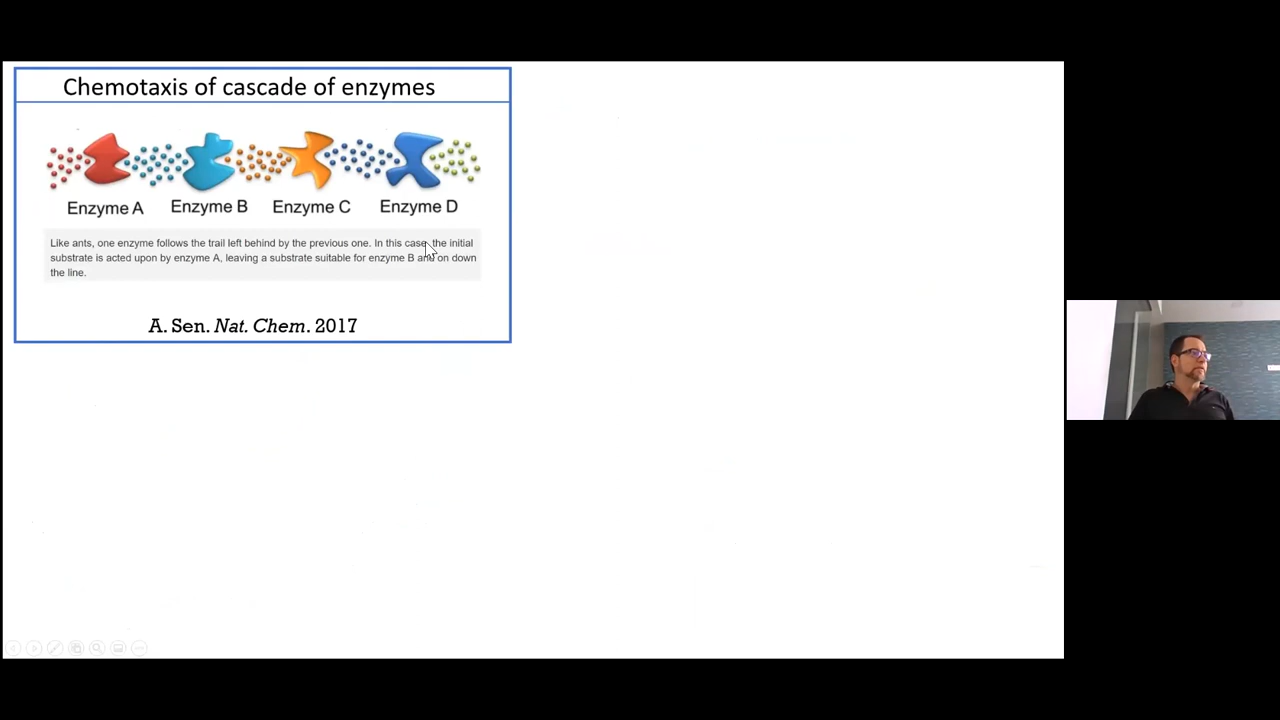 Chemotaxis of cascade of enzymes
Enzyme A
Enzyme B
Enzyme C
Enzyme D
Like ants, one enzyme follows the trail left behind by the previous one. In this case, the initial
substrate is acted upon by enzyme A, leaving a substrate suitable for enzyme B and on down
the line.
A. Sen. Nat. Chem. 2017